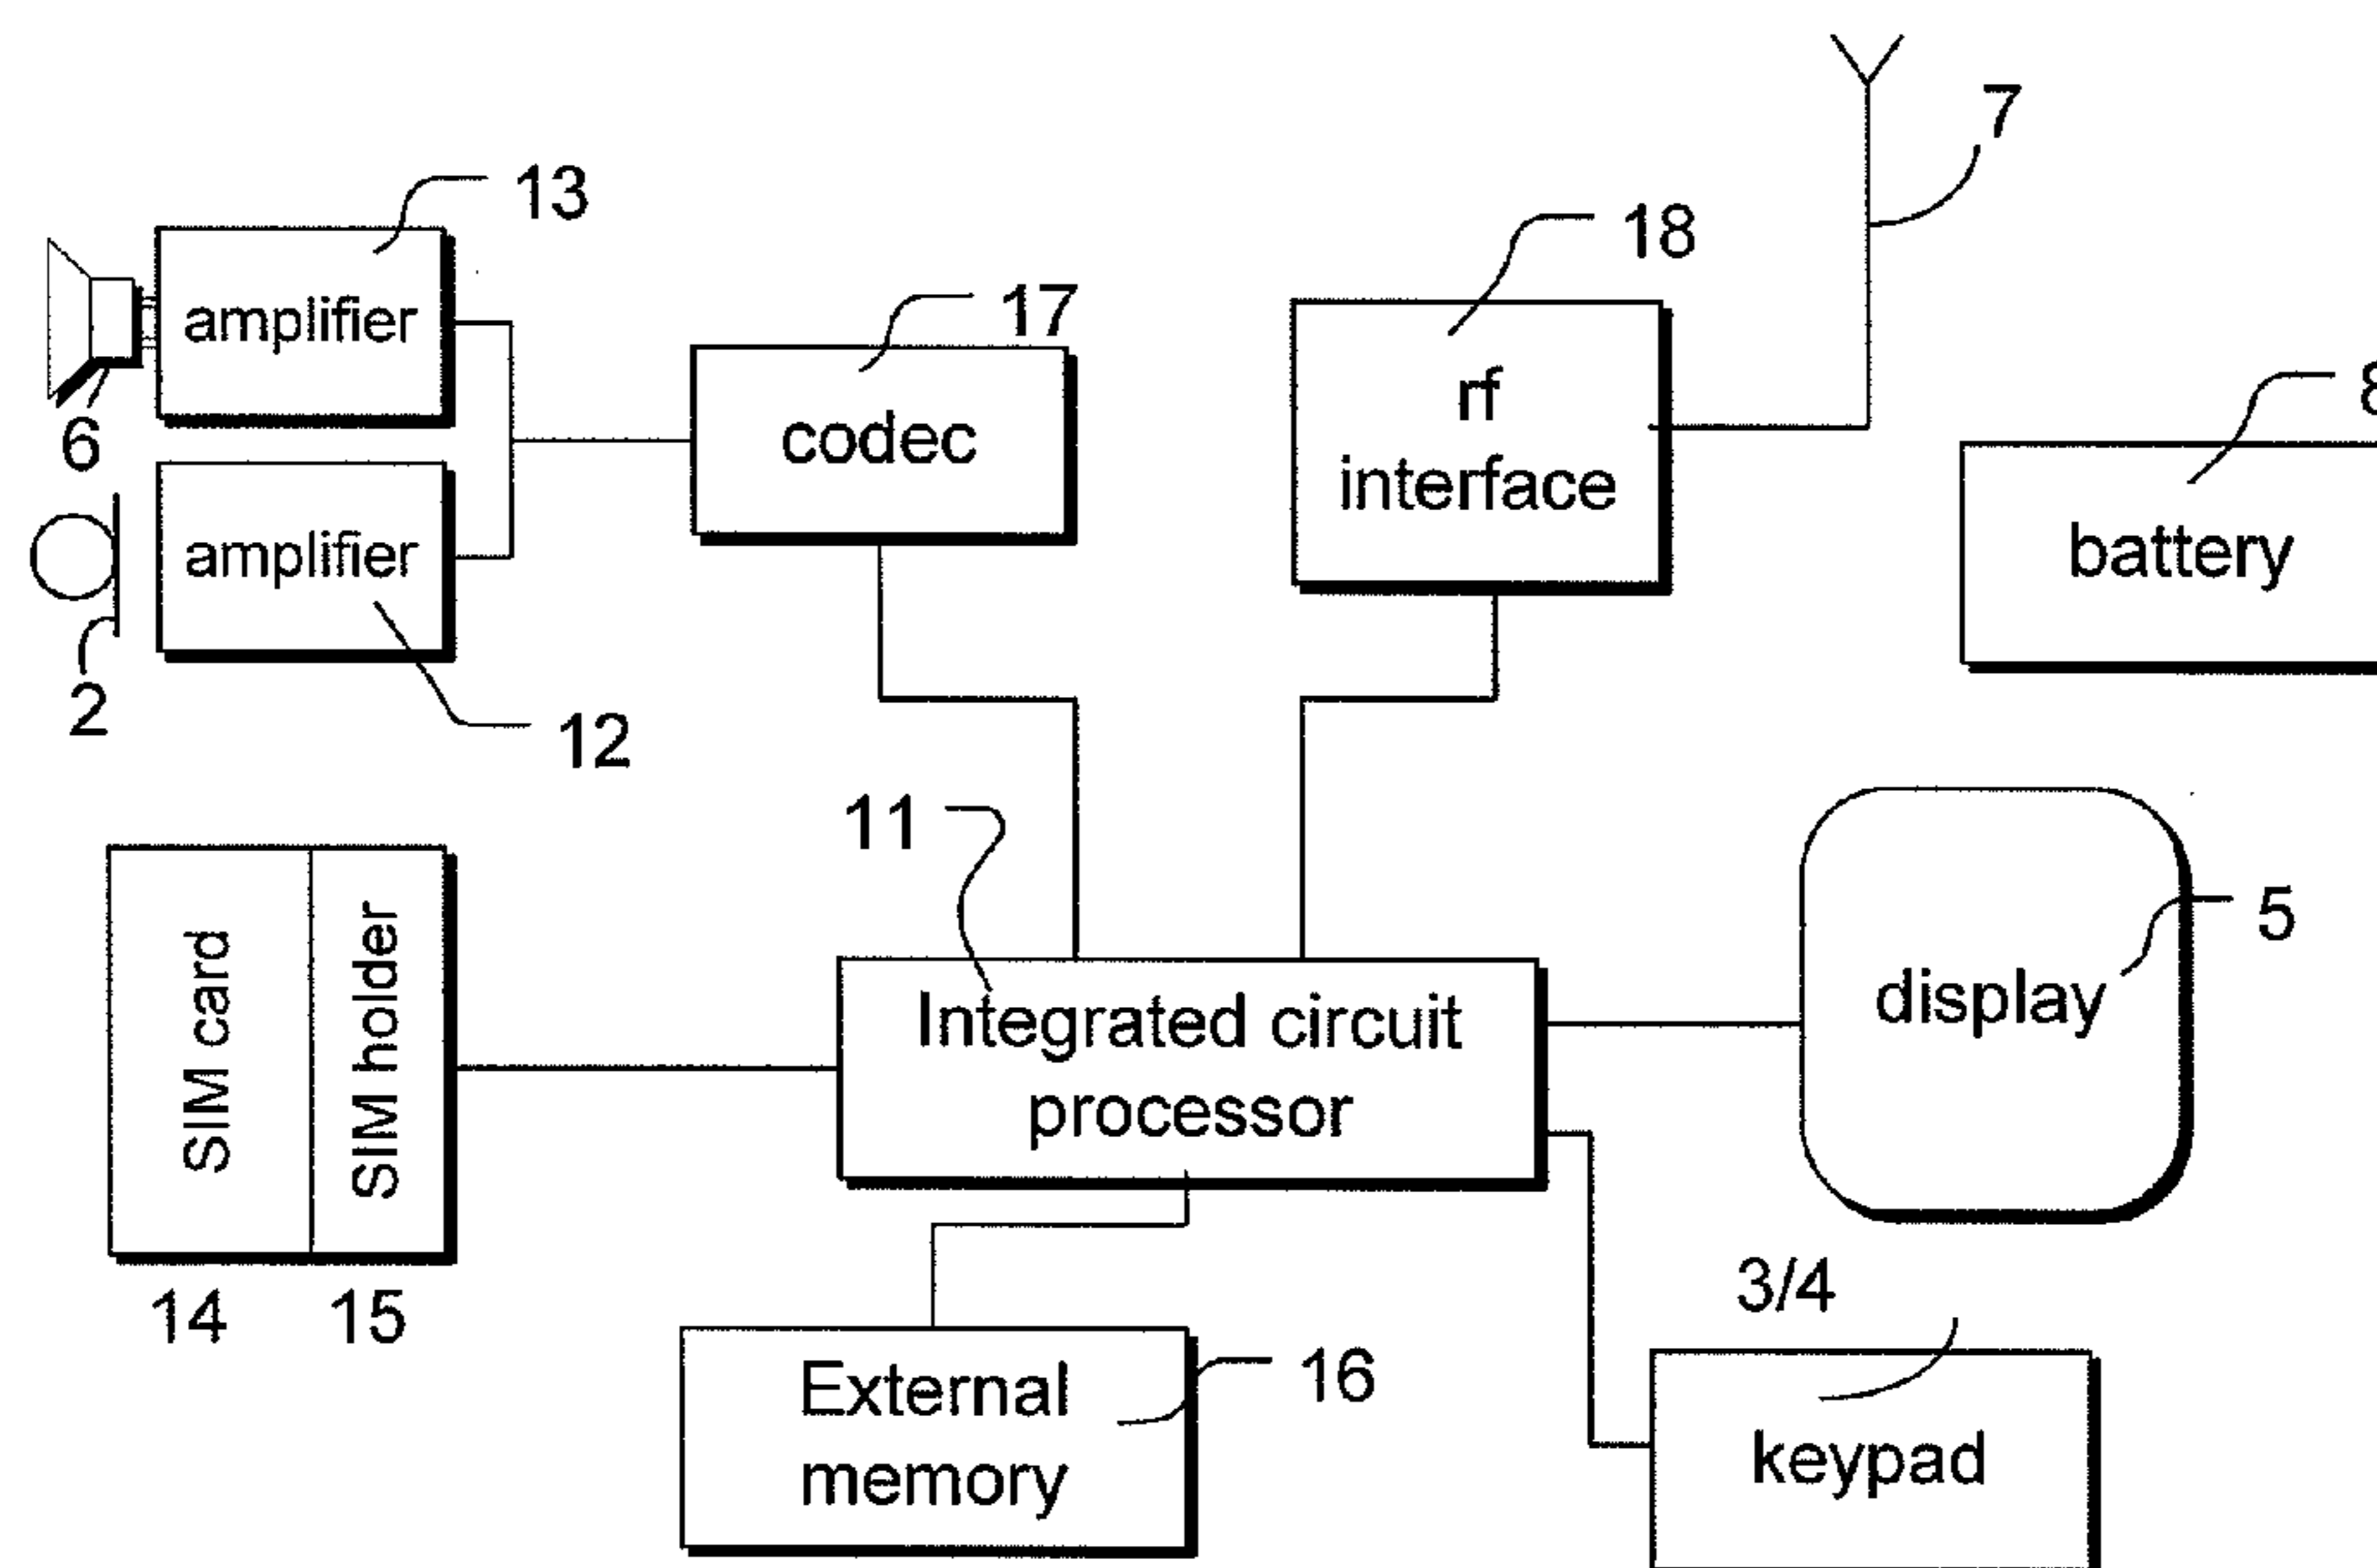 7
13
18
17
amplifier
rf
interface
8
codec
6
battery
amplifier
2
12
11
5
SIM card
SIM holder
Integrated circuit
processor
display
14
15
3/4
External
memory
16
keypad